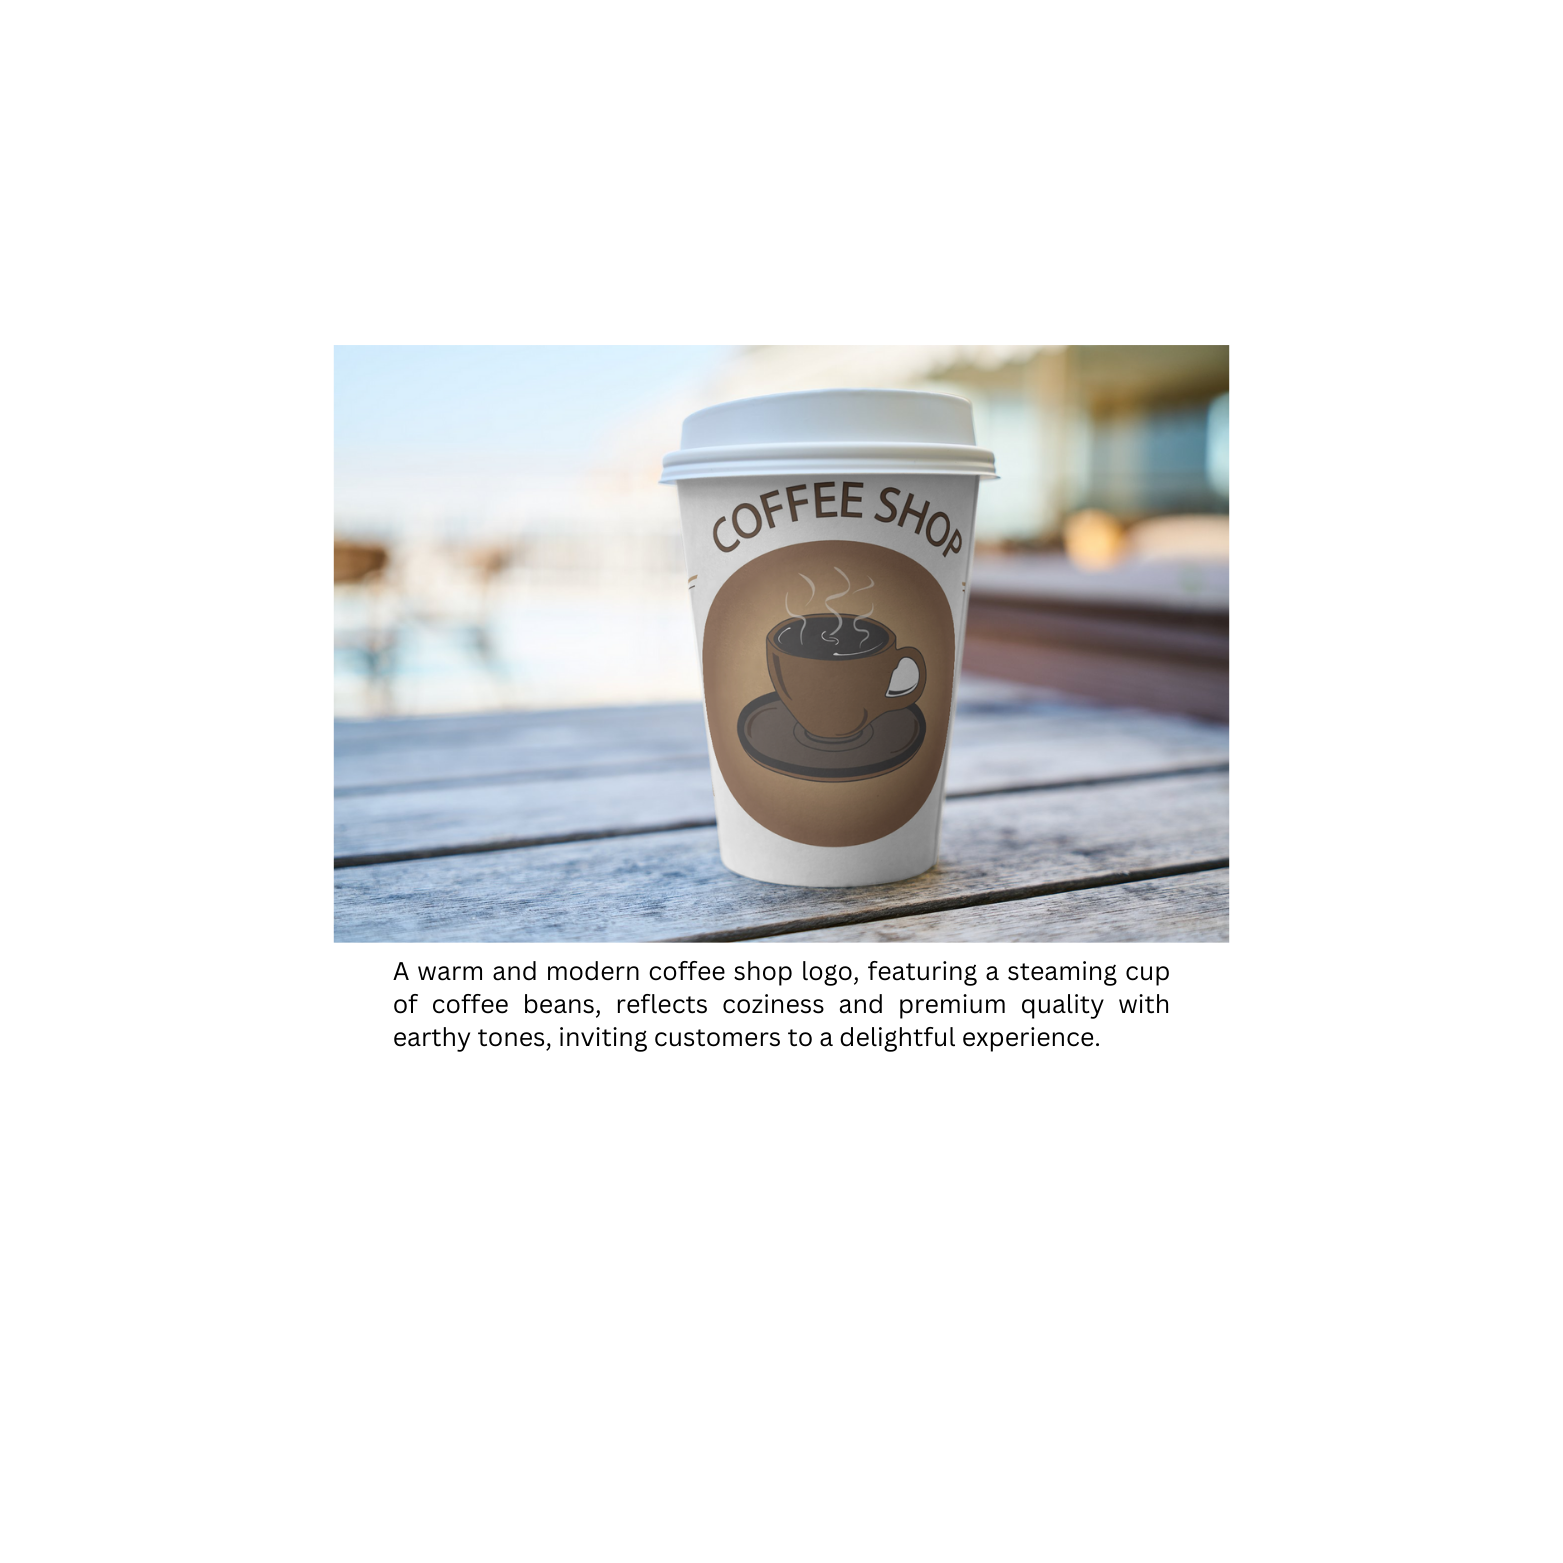 COFFEE SHOP
A warm and modern coffee shop logo, featuring a steaming cup
of coffee beans, reflects coziness and premium quality with
earthy tones, inviting customers to a delightful experience.